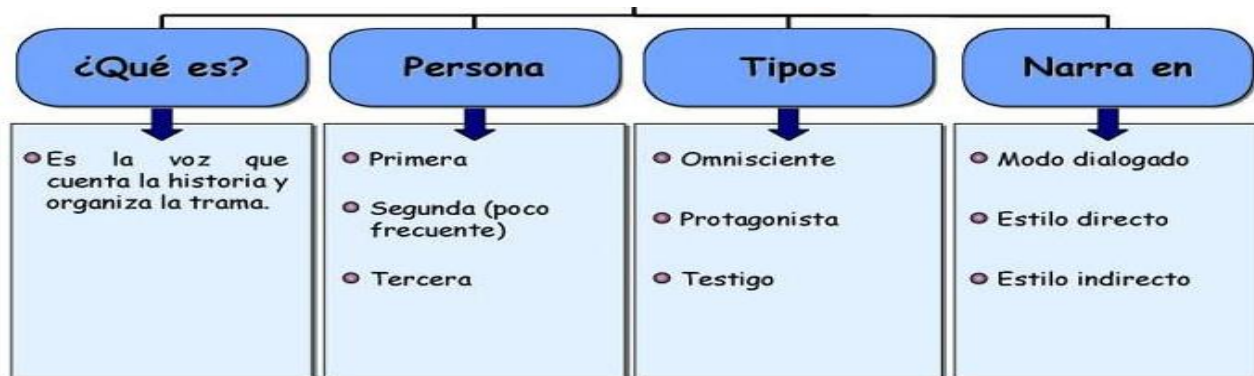 ¿Qué es?
Es la voz que
cuenta la historia y
organiza la trama.
Persona
Primera
Segunda (poco
frecuente)
Tercera
Tipos
Omnisciente
Protagonista
Testigo
Narra en
Modo dialogado
Estilo directo
Estilo indirecto